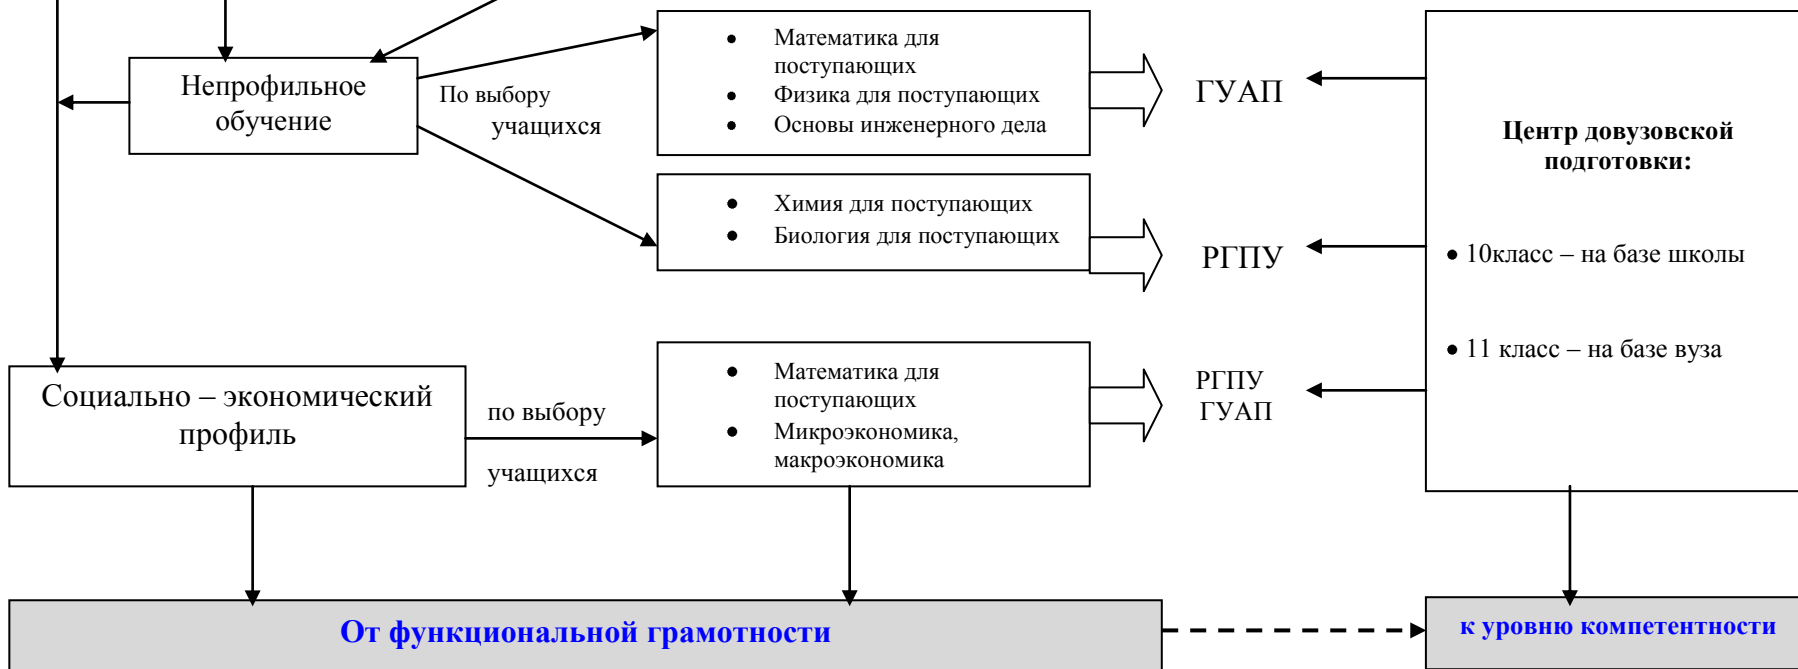 Непрофильное
обучение
По выбору
учащихся
• Математика для
поступающих
• Физика для поступающих
• Основы инженерного дела
ГУАП
• Химия для поступающих
• Биология для поступающих
РГПУ
Центр довузовской
подготовки:
• 10класс – на базе школы
• 11 класс – на базе вуза
Социально – экономический
профиль
по выбору
учащихся
• Математика для
поступающих
• Микроэкономика,
макроэкономика
РГПУ
ГУАП
От функциональной грамотности
к уровню компетентности